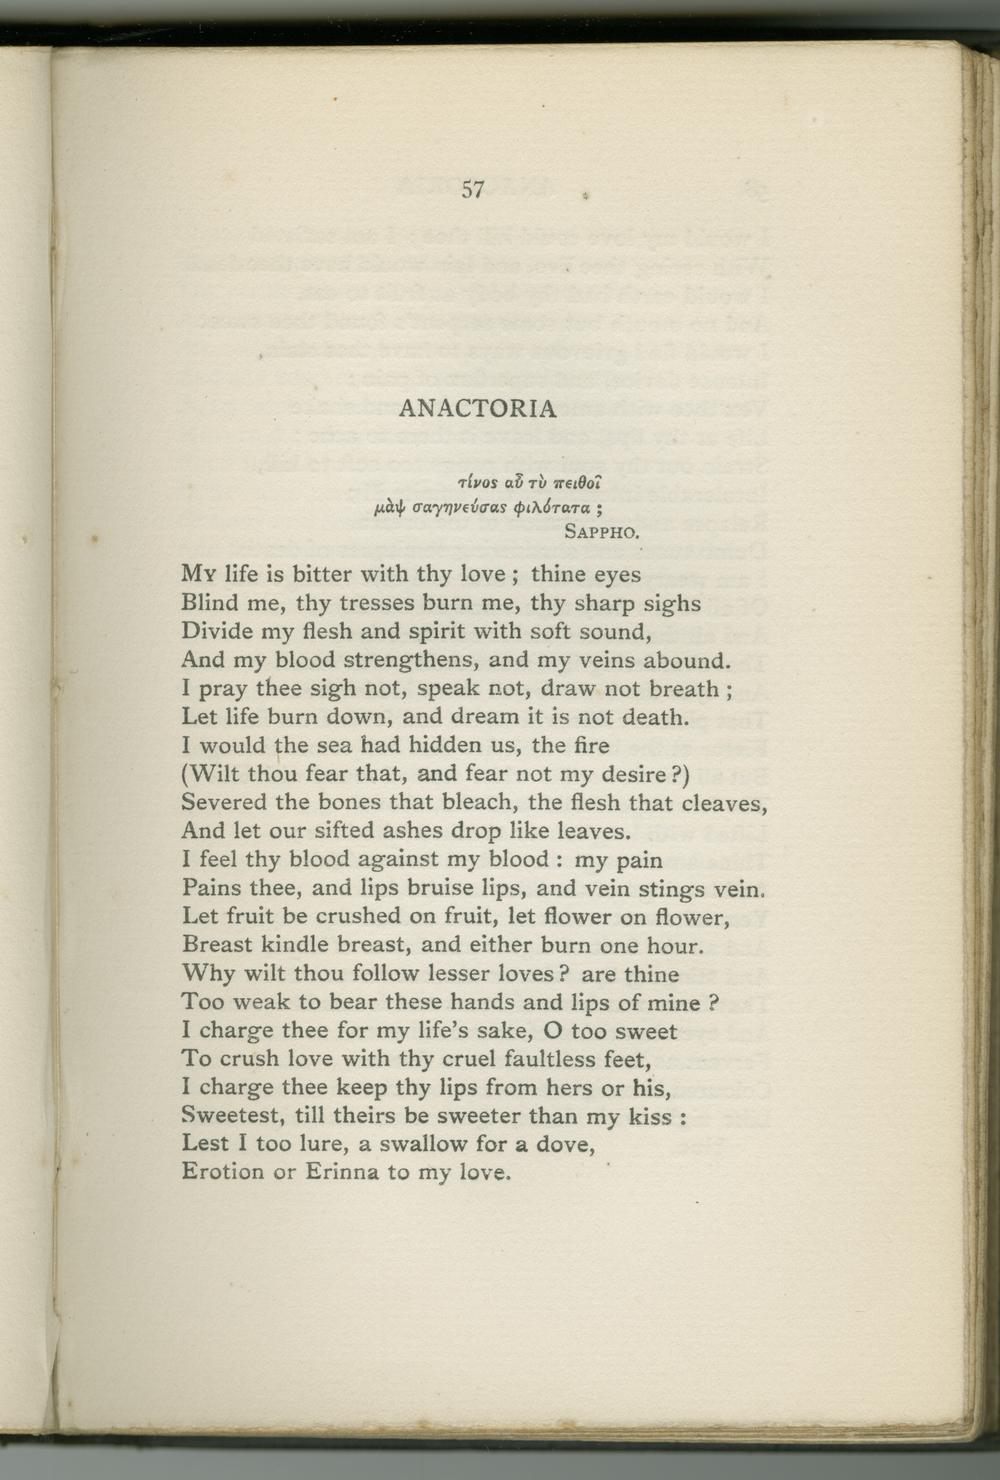 57
ANACTORIA
τίνος αὖ τὺ πειθοῖ
μὰψ σαγηνεύσας φιλότατα ;
SAPPHO.
MY life is bitter with thy love ; thine eyes
Blind me, thy tresses burn me, thy sharp sighs
Divide my flesh and spirit with soft sound,
And my blood strengthens, and my veins abound.
I pray thee sigh not, speak not, draw not breath ;
Let life burn down, and dream it is not death.
I would the sea had hidden us, the fire
(Wilt thou fear that, and fear not my desire ?)
Severed the bones that bleach, the flesh that cleaves,
And let our sifted ashes drop like leaves.
I feel thy blood against my blood : my pain
Pains thee, and lips bruise lips, and vein stings vein.
Let fruit be crushed on fruit, let flower on flower,
Breast kindle breast, and either burn one hour.
Why wilt thou follow lesser loves ? are thine
Too weak to bear these hands and lips of mine ?
I charge thee for my life's sake, O too sweet
To crush love with thy cruel faultless feet,
I charge thee keep thy lips from hers or his,
Sweetest, till theirs be sweeter than my kiss :
Lest I too lure, a swallow for a dove,
Erotion or Erinna to my love.